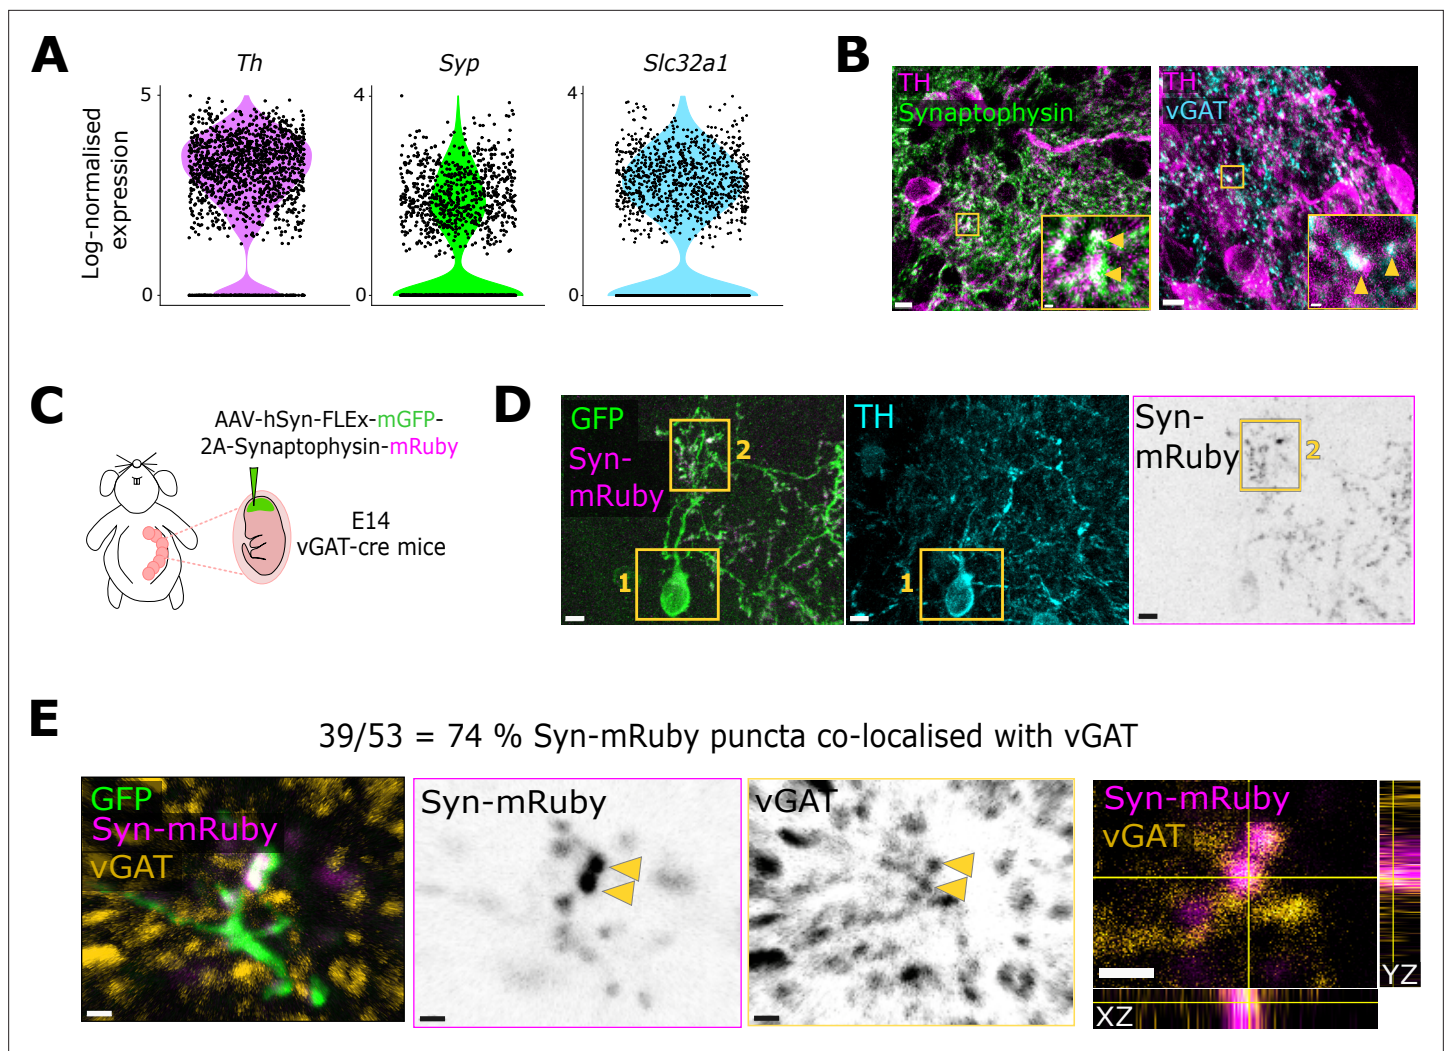 A
Th
Syp
Slc32a1
Log-normalised
expression
5
0
4
0
4
0
B
TH
Synaptophysin
TH
vGAT
C
AAV-hSyn-FLEx-mGFP-
2A-Synaptophysin-mRuby
E14
vGAT-cre mice
D
GFP
Syn-
mRuby
2
1
TH
1
Syn-
mRuby
2
E
39/53 = 74 % Syn-mRuby puncta co-localised with vGAT
GFP
Syn-mRuby
vGAT
Syn-mRuby
vGAT
Syn-mRuby
vGAT
YZ
XZ